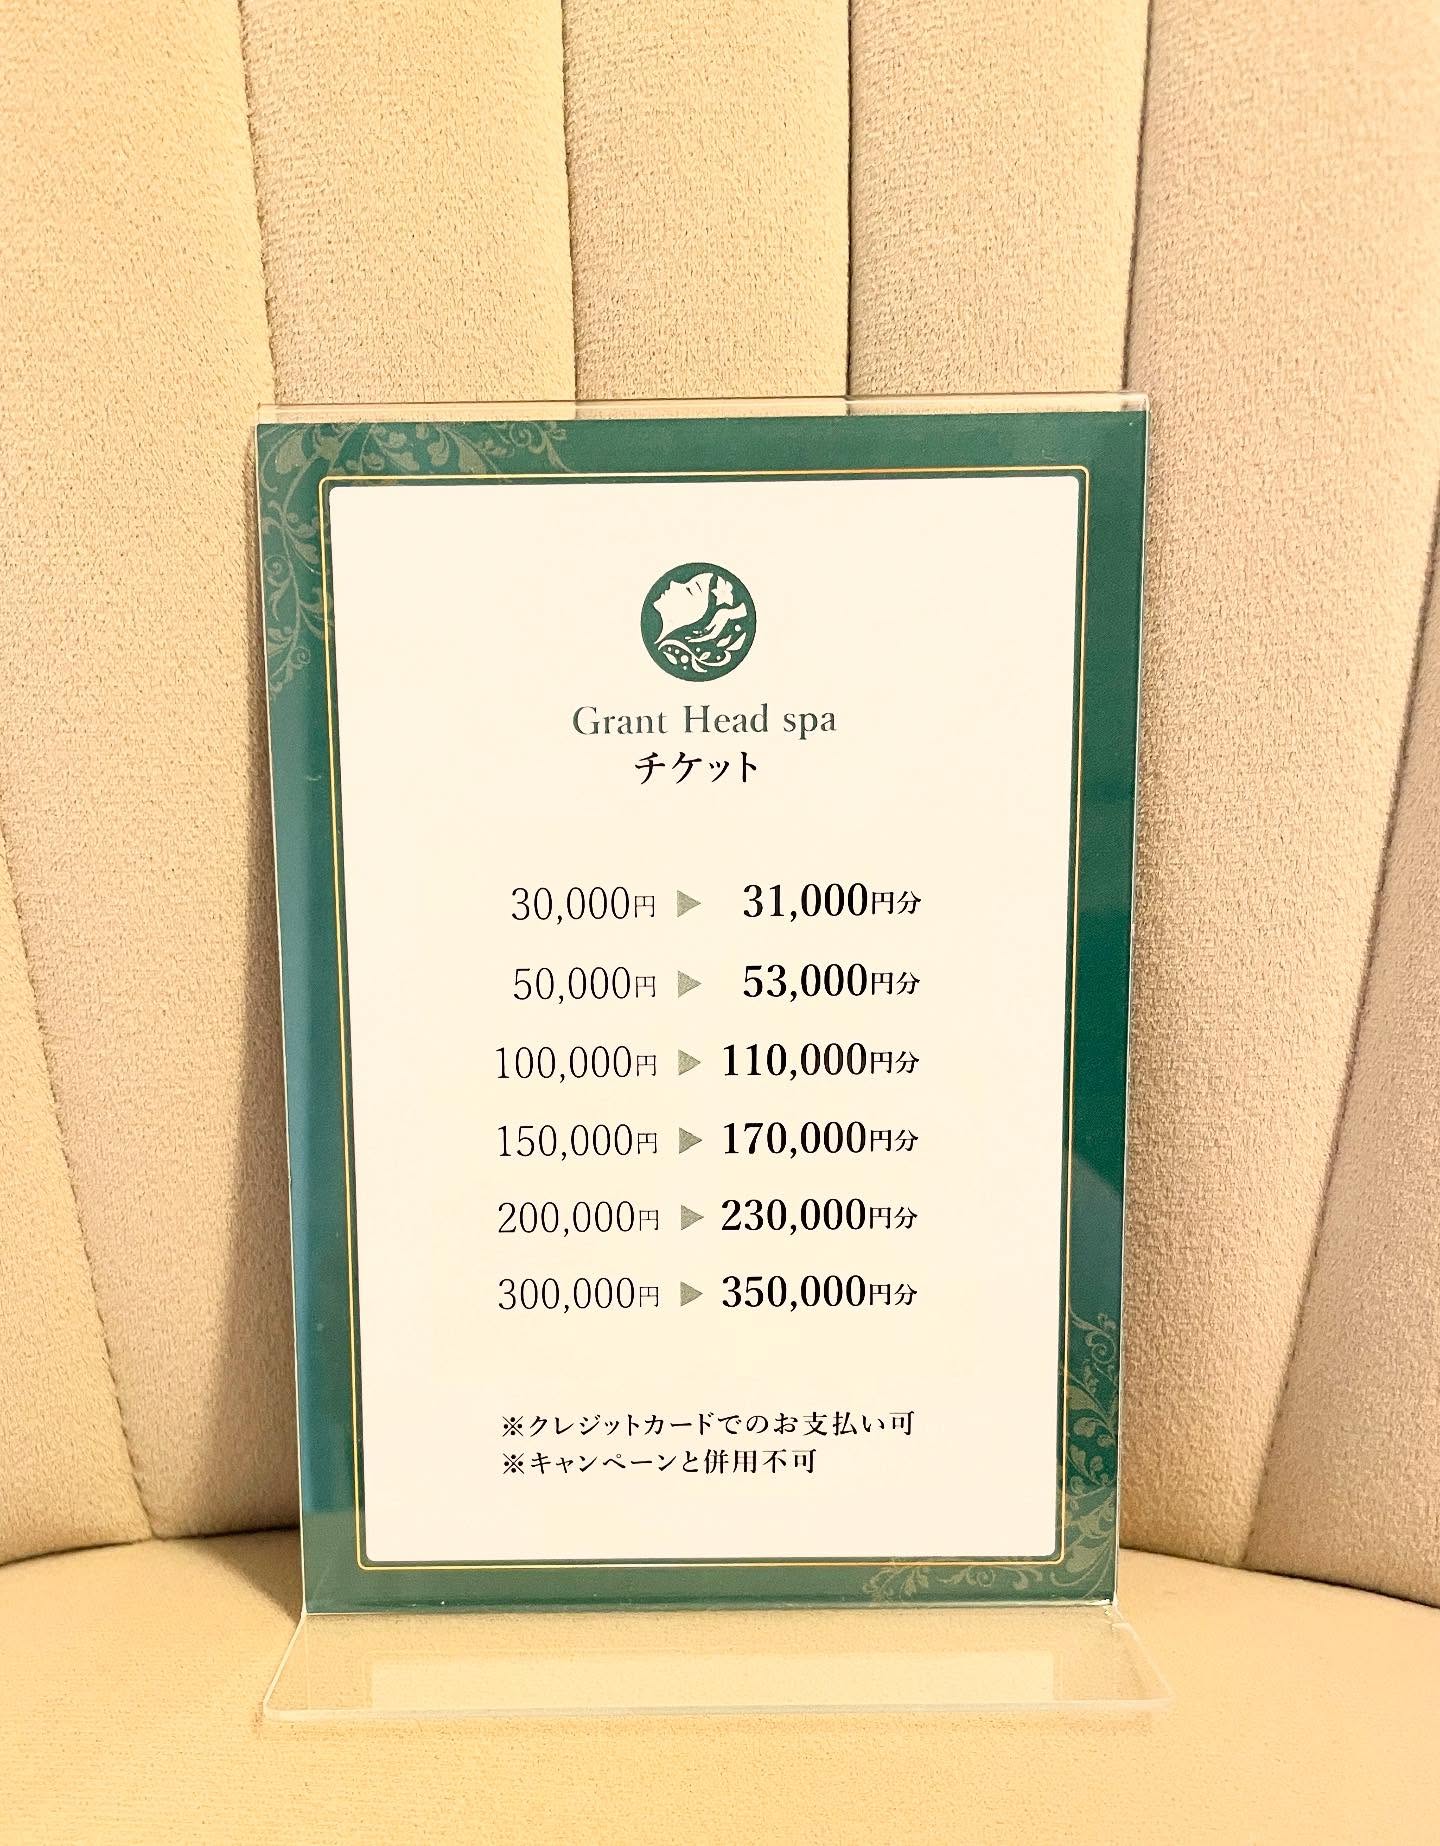 Grant Head spa
チケット
30,000円 ▶ 31,000円分
50,000円 ▶ 53,000円分
100,000円 ▶ 110,000円分
150,000円 ▶ 170,000円分
200,000円 ▶ 230,000円分
300,000円 ▶ 350,000円分
※クレジットカードでのお支払い可
※キャンペーンと併用不可